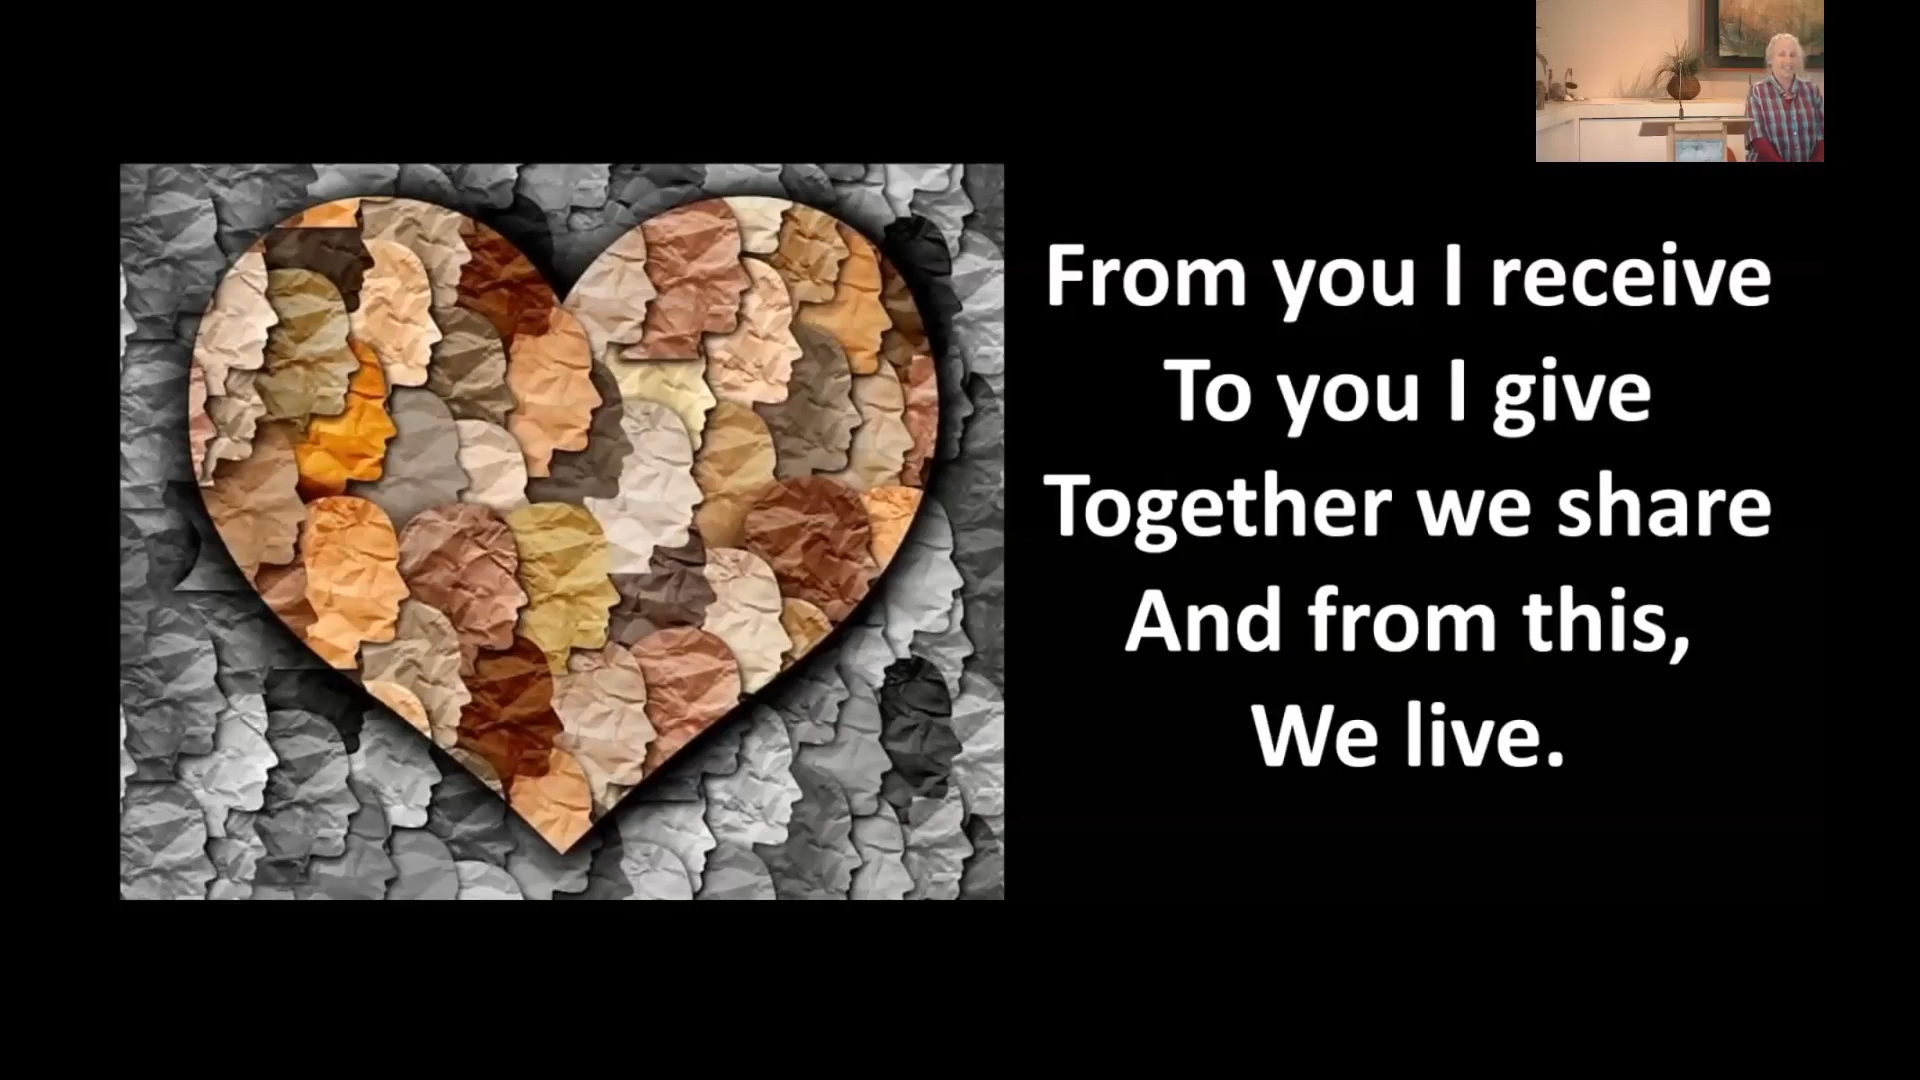 From you I receive
To you I give
Together we share
And from this,
We live.